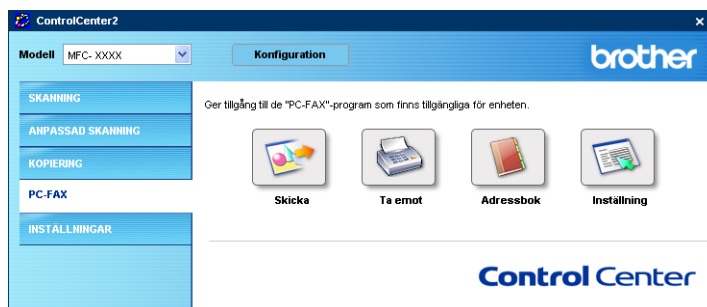 ControlCenter2
Modell MFC- XXXX Konfiguration brother
SKANNING
ANPASSAD SKANNING
KOPIERING
PC-FAX
INSTÄLLNINGAR
Ger tillgång till de "PC-FAX"-program som finns tillgängliga för enheten.
Skicka Ta emot Adressbok Inställning
Control Center